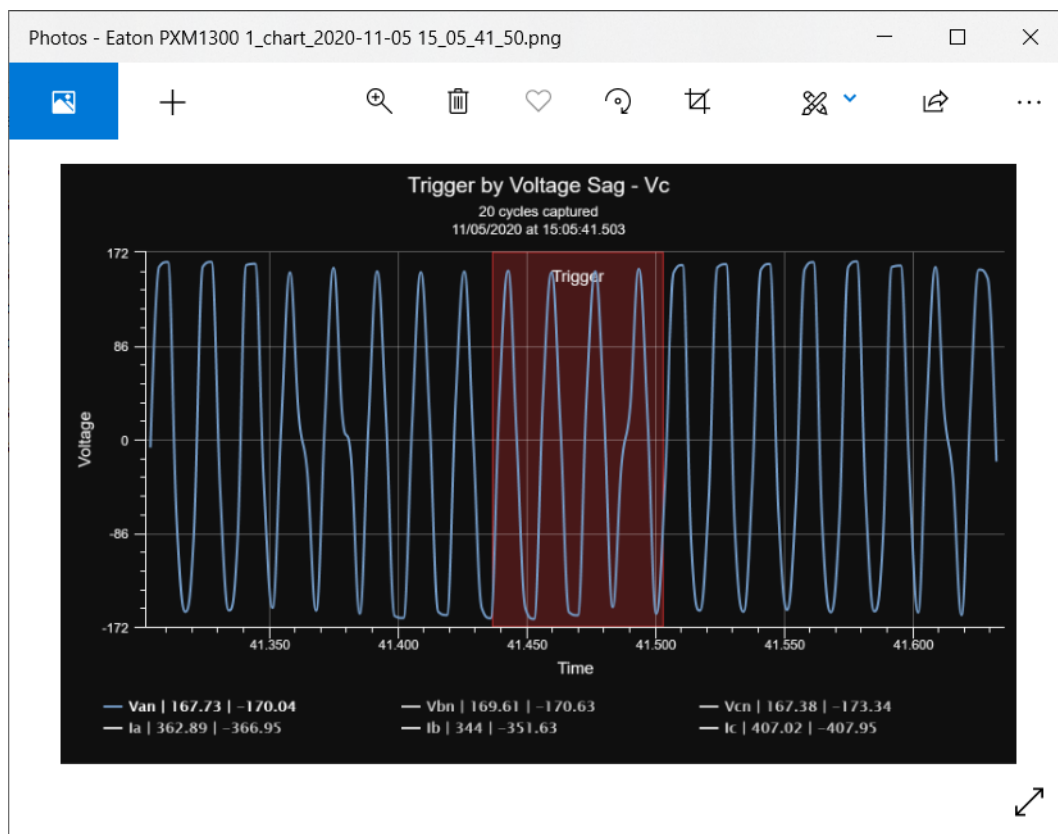 Photos - Eaton PXM1300 1_chart_2020-11-05 15_05_41_50.png
Trigger by Voltage Sag - Vc
20 cycles captured
11/05/2020 at 15:05:41.503
Trigger
172
86
0
-86
-172
Voltage
41.350 41.400 41.450 41.500 41.550 41.600
Time
Van | 167.73 | −170.04 Vbn | 169.61 | −170.63 Vcn | 167.38 | −173.34
Ia | 362.89 | −366.95 Ib | 344 | −351.63 Ic | 407.02 | −407.95